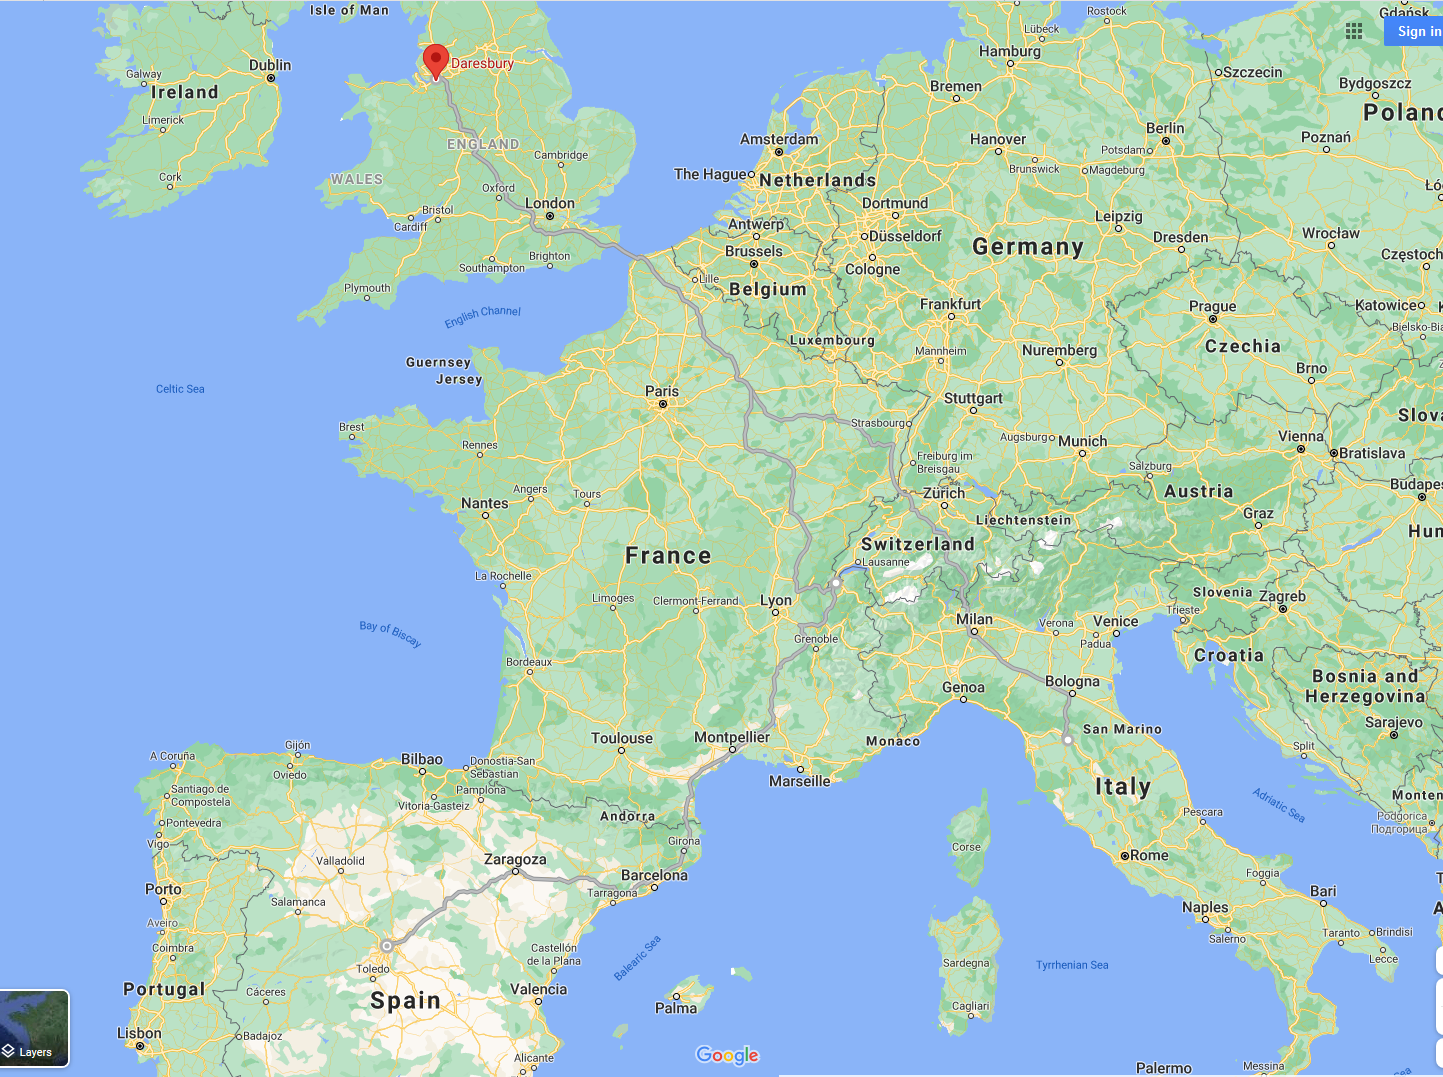 Isle of Man
Rostock
Gdańsk
Lübeck
Sign in
Hamburg
Dublin
Daresbury
Galway
Szczecin
Ireland
Bremen
Bydgoszcz
Poland
Limerick
Berlin
Amsterdam
Hanover
Poznań
ENGLAND
Potsdam
Cambridge
Brunswick
Magdeburg
Cork
WALES
The Hague
Netherlands
Oxford
London
Dortmund
Bristol
Leipzig
Cardiff
Antwerp
Düsseldorf
Wrocław
Dresden
Germany
Brussels
Brighton
Southampton
Cologne
Lille
Belgium
Plymouth
Frankfurt
Prague
Katowice
English Channel
Luxembourg
Czechia
Mannheim
Nuremberg
Guernsey
Brno
Jersey
Celtic Sea
Paris
Stuttgart
Brest
Strasbourg
Augsburg
Munich
Vienna
Rennes
Freiburg im
Breisgau
Bratislava
Salzburg
Angers
Tours
Zürich
Austria
Nantes
Graz
Liechtenstein
Switzerland
France
Lausanne
La Rochelle
Limoges
Clermont-Ferrand
Lyon
Slovenia
Zagreb
Trieste
Milan
Verona
Venice
Bay of Biscay
Grenoble
Padua
Croatia
Bordeaux
Bosnia and
Herzegovina
Genoa
Bologna
Sarajevo
San Marino
Toulouse
Montpellier
Monaco
Gijón
Split
A Coruña
Bilbao
Donostia-San
Sebastian
Oviedo
Marseille
Italy
Santiago de
Compostela
Pamplona
Vitoria-Gasteiz
Adriatic Sea
Andorra
Pescara
Podgorica
Подгорица
Pontevedra
Vigo
Girona
Corse
Rome
Valladolid
Zaragoza
Barcelona
Foggia
Porto
Tarragona
Bari
Salamanca
Naples
Aveiro
Salerno
Taranto
Brindisi
Coimbra
Castellón
de la Plana
Balearic Sea
Lecce
Toledo
Sardegna
Tyrrhenian Sea
Portugal
Cáceres
Spain
Valencia
Palma
Cagliari
Lisbon
Badajoz
Layers
Alicante
Google
Palermo
Messina